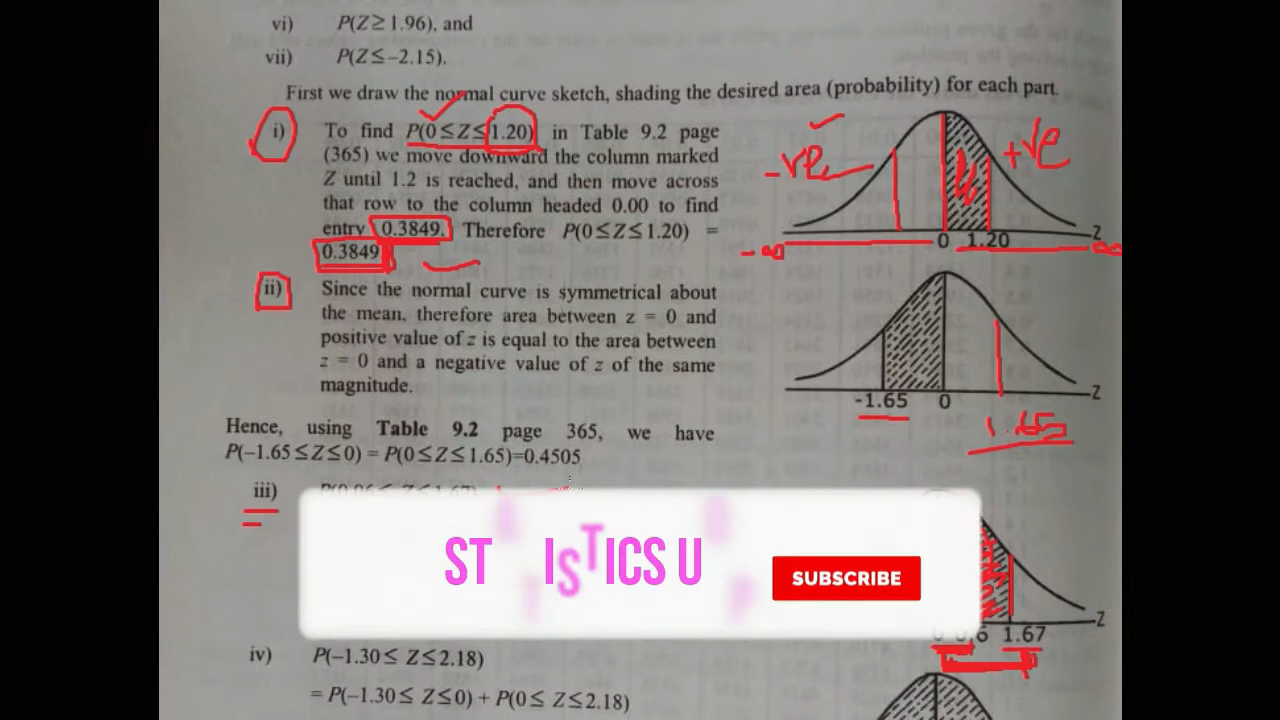 vi) P(Z≥1.96), and
vii) P(Z≤−2.15).
First we draw the normal curve sketch, shading the desired area (probability) for each part.
i) To find P(0≤Z≤1.20) in Table 9.2 page
(365) we move downward the column marked
Z until 1.2 is reached, and then move across
that row to the column headed 0.00 to find
entry 0.3849. Therefore P(0≤Z≤1.20) =
0.3849
-ve +ve
-∞ 0 1.20 Z ∞
ii) Since the normal curve is symmetrical about
the mean, therefore area between z = 0 and
positive value of z is equal to the area between
z = 0 and a negative value of z of the same
magnitude.
-1.65 0 Z
1.65
Hence, using Table 9.2 page 365, we have
P(−1.65≤Z≤0) = P(0≤Z≤1.65)=0.4505
iii)
ST ISTICS U
SUBSCRIBE
1.67 Z
iv) P(−1.30≤ Z≤2.18)
= P(−1.30≤ Z≤0) + P(0≤ Z≤2.18)